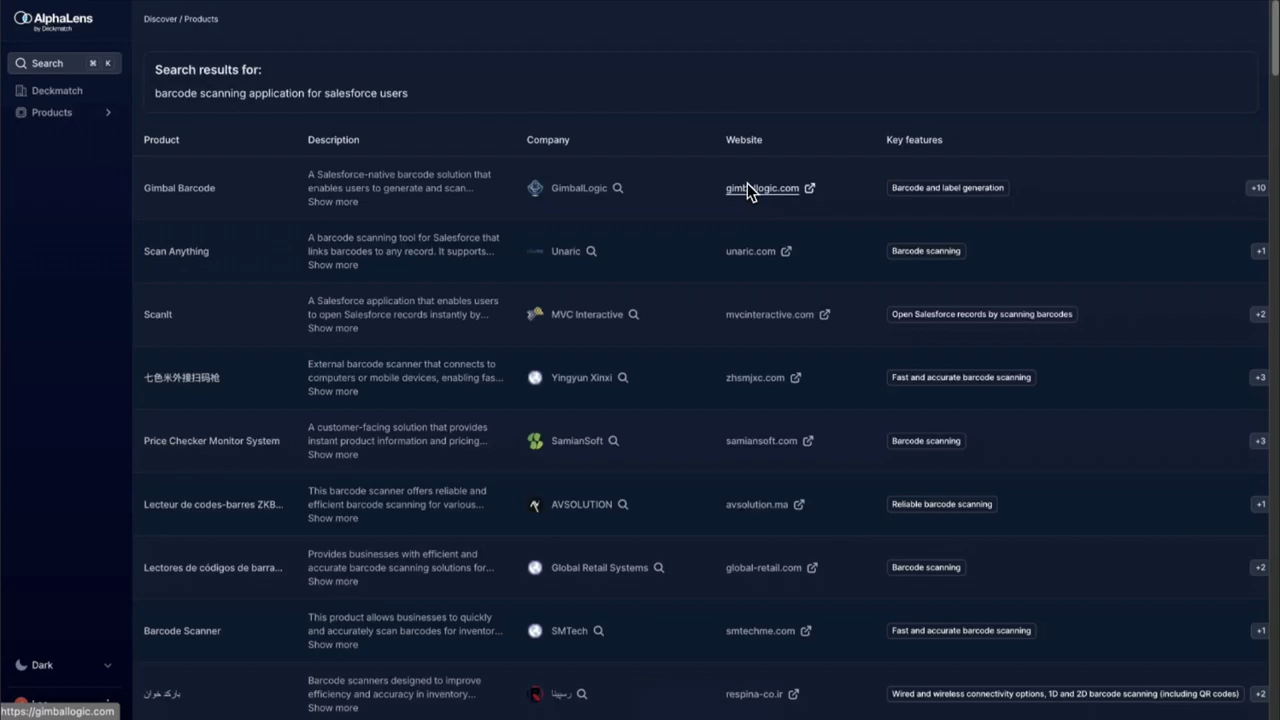 AlphaLens
by Deckmatch
Discover / Products
Search ⌘ K
Deckmatch
Products
Search results for:
barcode scanning application for salesforce users
Product Description Company Website Key features
Gimbal Barcode
A Salesforce-native barcode solution that
enables users to generate and scan...
Show more
GimbalLogic
gimballogic.com
Barcode and label generation
+10
Scan Anything
A barcode scanning tool for Salesforce that
links barcodes to any record. It supports...
Show more
Unaric
unaric.com
Barcode scanning
+1
ScanIt
A Salesforce application that enables users
to open Salesforce records instantly by...
Show more
MVC Interactive
mvcinteractive.com
Open Salesforce records by scanning barcodes
+2
七色米外接扫码枪
External barcode scanner that connects to
computers or mobile devices, enabling fas...
Show more
Yingyun Xinxi
zhsmjxc.com
Fast and accurate barcode scanning
+3
Price Checker Monitor System
A customer-facing solution that provides
instant product information and pricing...
Show more
SamianSoft
samiansoft.com
Barcode scanning
+3
Lecteur de codes-barres ZKB...
This barcode scanner offers reliable and
efficient barcode scanning for various...
Show more
AVSOLUTION
avsolution.ma
Reliable barcode scanning
+1
Lectores de códigos de barra...
Provides businesses with efficient and
accurate barcode scanning solutions for...
Show more
Global Retail Systems
global-retail.com
Barcode scanning
+2
Barcode Scanner
This product allows businesses to quickly
and accurately scan barcodes for inventor...
Show more
SMTech
smtechme.com
Fast and accurate barcode scanning
+1
بارکد خوان
Barcode scanners designed to improve
efficiency and accuracy in inventory...
Show more
رسپینا
respina-co.ir
Wired and wireless connectivity options, 1D and 2D barcode scanning (including QR codes)
+2
Dark
https://gimballogic.com